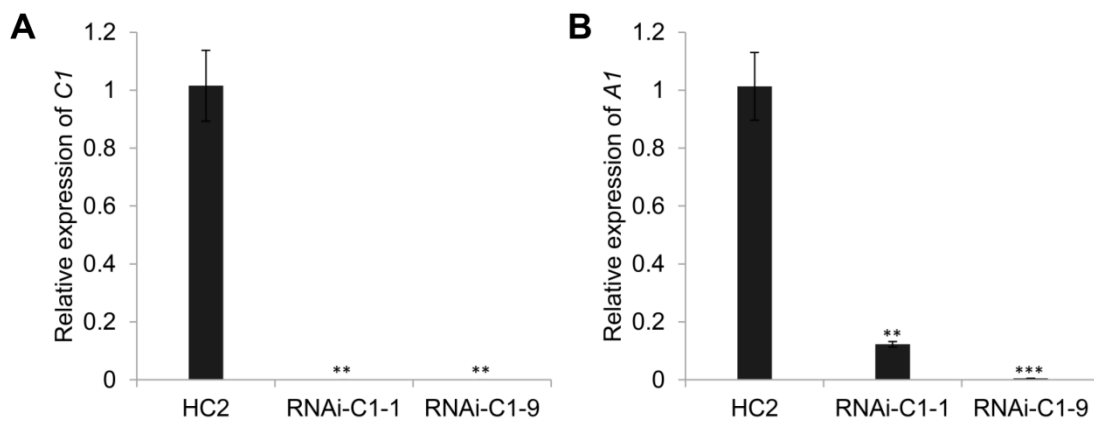 A
Relative expression of C1
1.2
1
0.8
0.6
0.4
0.2
0
** **
HC2 RNAi-C1-1 RNAi-C1-9
B
Relative expression of A1
1.2
1
0.8
0.6
0.4
0.2
0
**
***
HC2 RNAi-C1-1 RNAi-C1-9